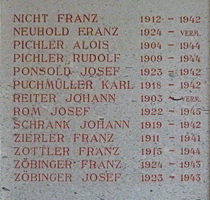 NICHT FRANZ 1912 – 1942
NEUHOLD FRANZ 1924 – VERM.
PICHLER ALOIS 1904 – 1944
PICHLER RUDOLF 1909 – 1944
PONSOLD JOSEF 1923 – 1942
PUCHMÜLLER KARL 1918 – 1942
REITER JOHANN 1903 – VERM.
ROM JOSEF 1922 – 1945
SCHRANK JOHANN 1919 – 1942
ZIERLER FRANZ 1911 – 1941
ZOTTLER FRANZ 1915 – 1944
ZÖBINGER FRANZ 1924 – 1943
ZÖBINGER JOSEF 1923 – 1943